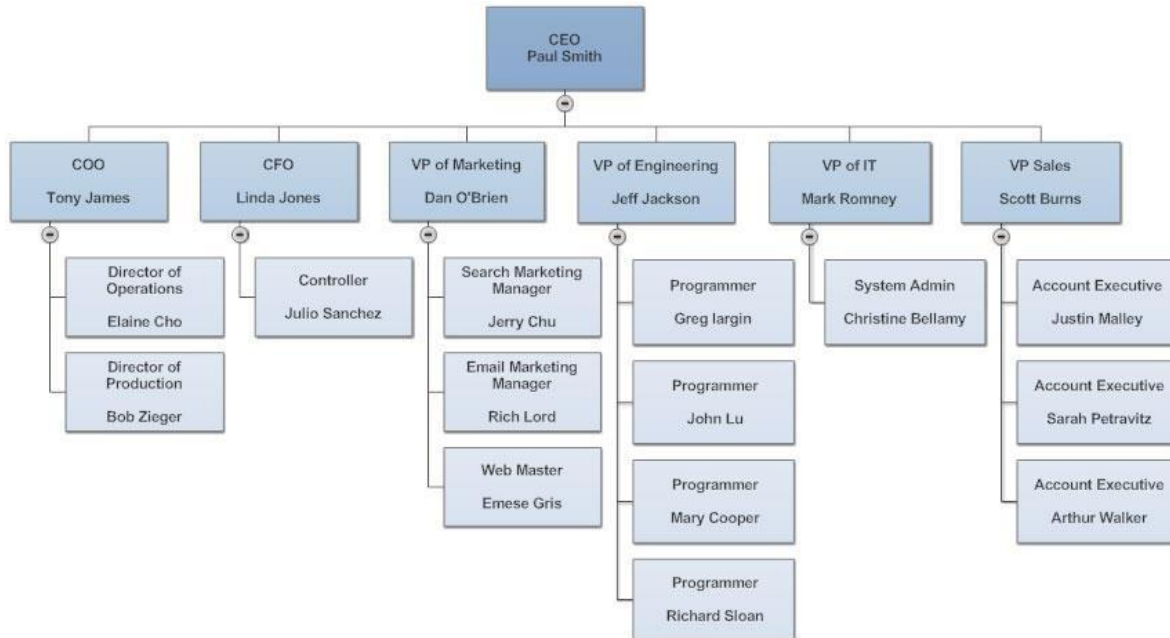 CEO
Paul Smith
COO
Tony James
CFO
Linda Jones
VP of Marketing
Dan O'Brien
VP of Engineering
Jeff Jackson
VP of IT
Mark Romney
VP Sales
Scott Burns
Director of
Operations
Elaine Cho
Director of
Production
Bob Zieger
Controller
Julio Sanchez
Search Marketing
Manager
Jerry Chu
Email Marketing
Manager
Rich Lord
Web Master
Emese Gris
Programmer
Greg largin
Programmer
John Lu
Programmer
Mary Cooper
Programmer
Richard Sloan
System Admin
Christine Bellamy
Account Executive
Justin Malley
Account Executive
Sarah Petravitz
Account Executive
Arthur Walker